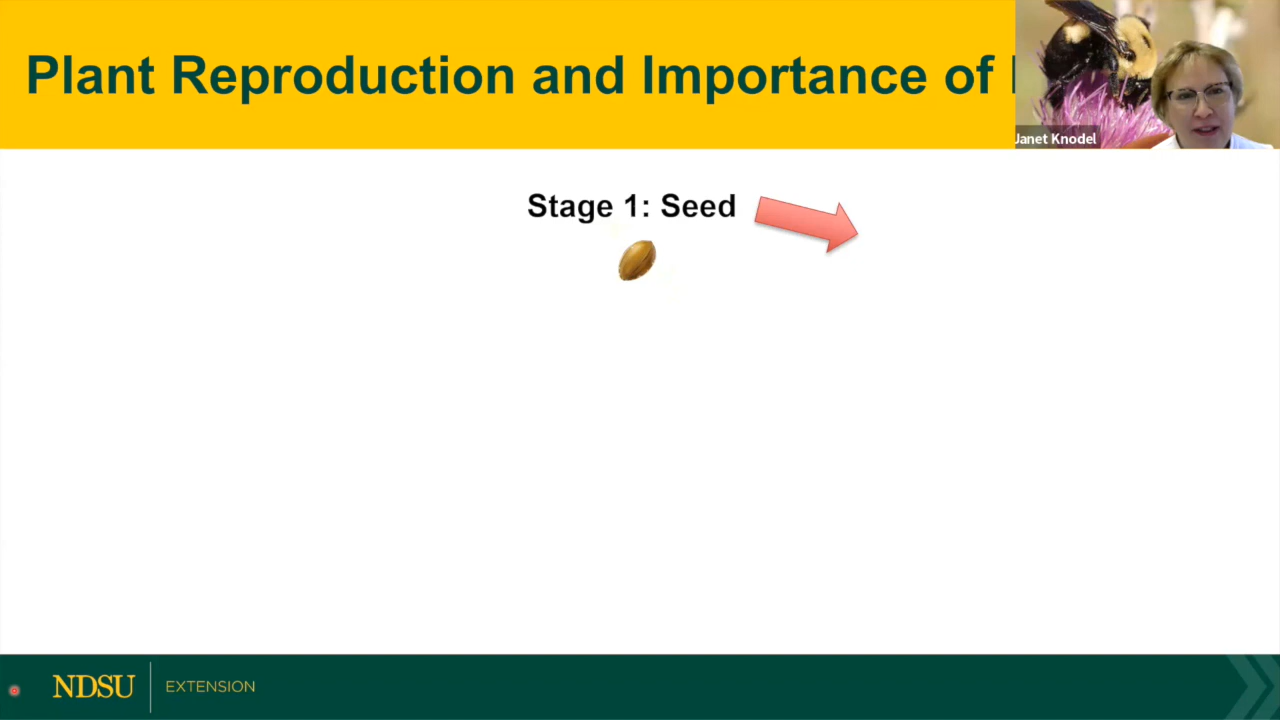 Plant Reproduction and Importance of
Janet Knodel
Stage 1: Seed
NDSU
EXTENSION